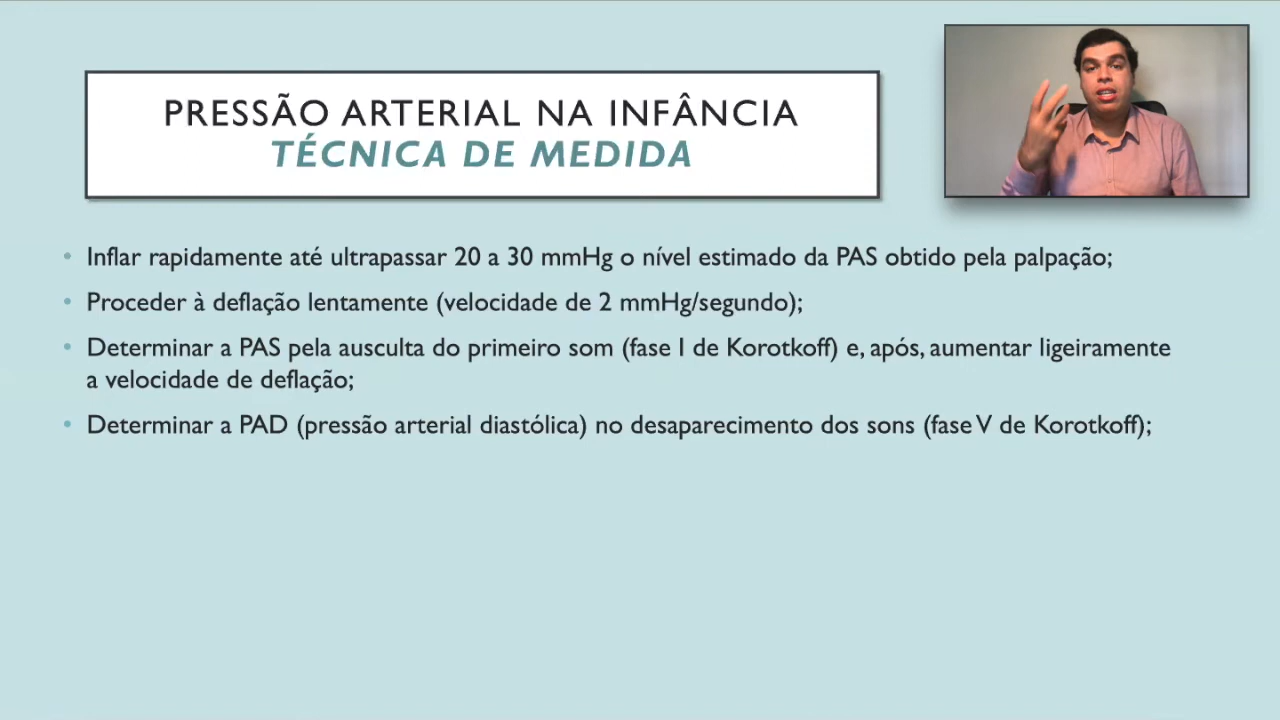 PRESSÃO ARTERIAL NA INFÂNCIA
TÉCNICA DE MEDIDA
• Inflar rapidamente até ultrapassar 20 a 30 mmHg o nível estimado da PAS obtido pela palpação;
• Proceder à deflação lentamente (velocidade de 2 mmHg/segundo);
• Determinar a PAS pela ausculta do primeiro som (fase I de Korotkoff) e, após, aumentar ligeiramente
a velocidade de deflação;
• Determinar a PAD (pressão arterial diastólica) no desaparecimento dos sons (fase V de Korotkoff);